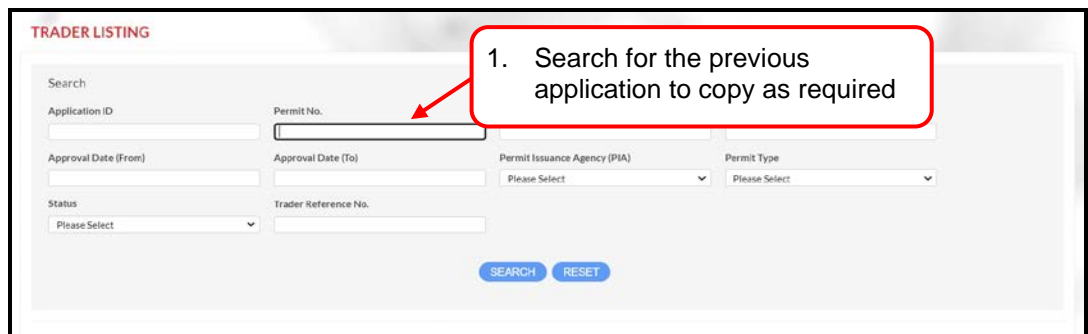 TRADER LISTING
1. Search for the previous
application to copy as required
Search
Application ID
Permit No.
Approval Date (From)
Approval Date (To)
Permit Issuance Agency (PIA)
Permit Type
Please Select
Please Select
Status
Trader Reference No.
Please Select
SEARCH
RESET